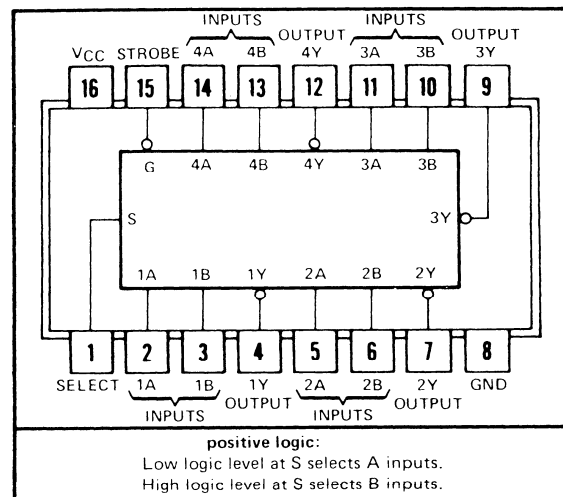 INPUTS INPUTS
VCC STROBE 4A 4B OUTPUT 4Y 3A 3B OUTPUT 3Y
16 15 14 13 12 11 10 9
G 4A 4B 4Y 3A 3B
S 3Y
1A 1B 1Y 2A 2B 2Y
1 2 3 4 5 6 7 8
SELECT 1A 1B 1Y 2A 2B 2Y GND
INPUTS OUTPUT INPUTS OUTPUT
positive logic:
Low logic level at S selects A inputs.
High logic level at S selects B inputs.